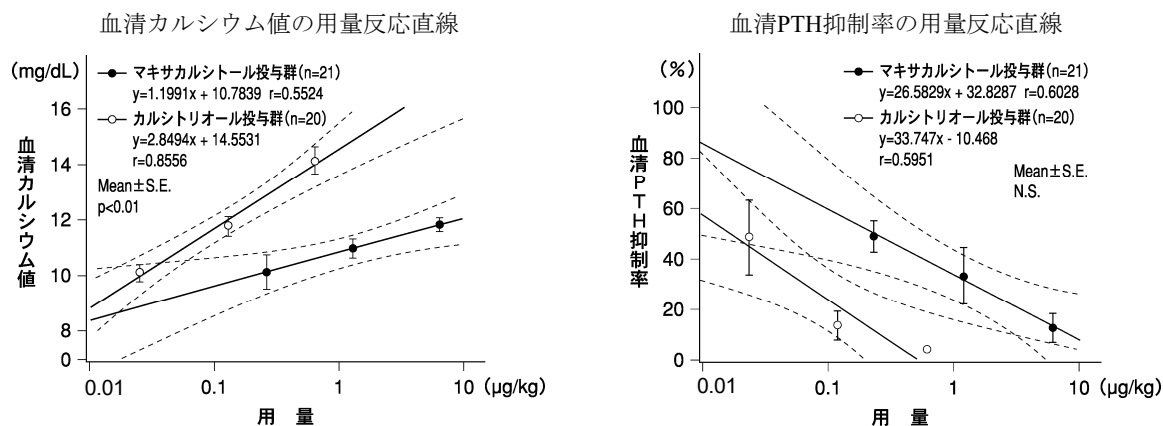 血清カルシウム値の用量反応直線
(mg/dL)
マキサカルシトール投与群(n=21)
y=1.1991x + 10.7839 r=0.5524
カルシトリオール投与群(n=20)
y=2.8494x + 14.5531
r=0.8556
Mean±S.E.
p<0.01
血清カルシウム値
16
14
12
10
8
0
0.01 0.1 1 10 (μg/kg)
用 量
血清PTH抑制率の用量反応直線
(%)
マキサカルシトール投与群(n=21)
y=26.5829x + 32.8287 r=0.6028
カルシトリオール投与群(n=20)
y=33.747x - 10.468
r=0.5951
Mean±S.E.
N.S.
血清PTH抑制率
100
80
60
40
20
0
0.01 0.1 1 10 (μg/kg)
用 量